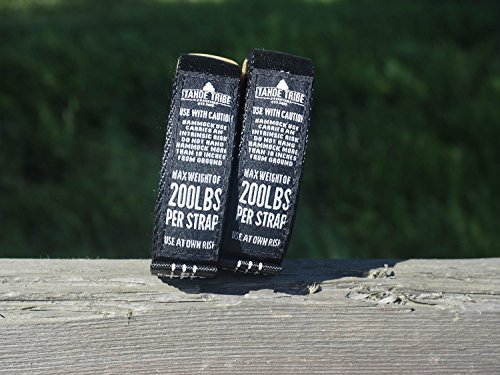 TAHOE TRIBE
USE WITH CAUTION
HAMMOCK USE
CARRIES AN
INTRINSIC RISK
DO NOT HANG
HAMMOCK MORE
THAN 18 INCHES
FROM GROUND
MAX WEIGHT OF
200LBS
PER STRAP
USE AT OWN RISK
TAHOE TRIBE
USE WITH CAUTION
HAMMOCK USE
CARRIES AN
INTRINSIC RISK
DO NOT HANG
HAMMOCK MORE
THAN 18 INCHES
FROM GROUND
MAX WEIGHT OF
200LBS
PER STRAP
USE AT OWN RISK